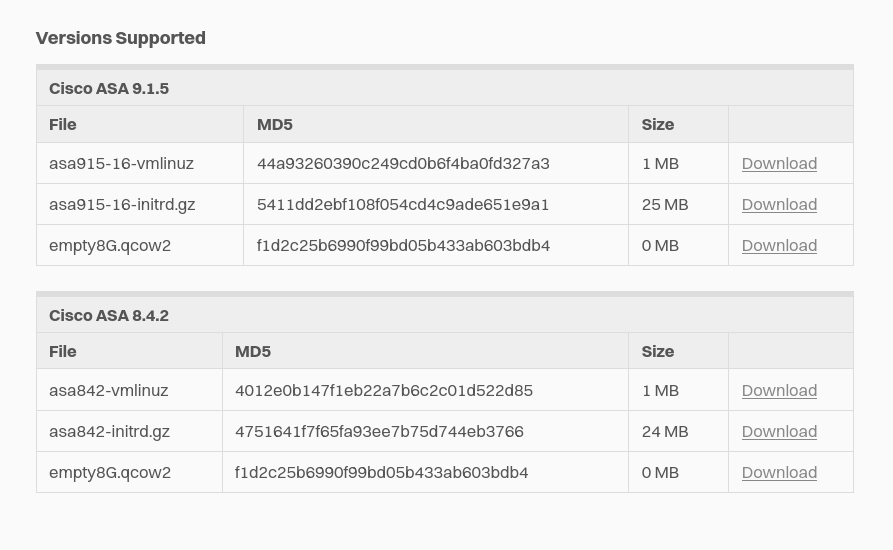 Versions Supported
Cisco ASA 9.1.5
File MD5 Size
asa915-16-vmlinuz 44a93260390c249cd0b6f4ba0fd327a3 1 MB Download
asa915-16-initrd.gz 5411dd2ebf108f054cd4c9ade651e9a1 25 MB Download
empty8G.qcow2 f1d2c25b6990f99bd05b433ab603bdb4 0 MB Download
Cisco ASA 8.4.2
File MD5 Size
asa842-vmlinuz 4012e0b147f1eb22a7b6c2c01d522d85 1 MB Download
asa842-initrd.gz 4751641f7f65fa93ee7b75d744eb3766 24 MB Download
empty8G.qcow2 f1d2c25b6990f99bd05b433ab603bdb4 0 MB Download